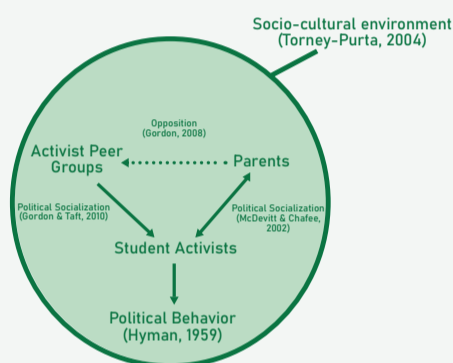 Socio-cultural environment
(Torney-Purta, 2004)
Opposition
(Gordon, 2008)
Activist Peer
Groups
Parents
Political Socialization
(Gordon & Taft, 2010)
Political Socialization
(McDevitt & Chafee,
2002)
Student Activists
Political Behavior
(Hyman, 1959)